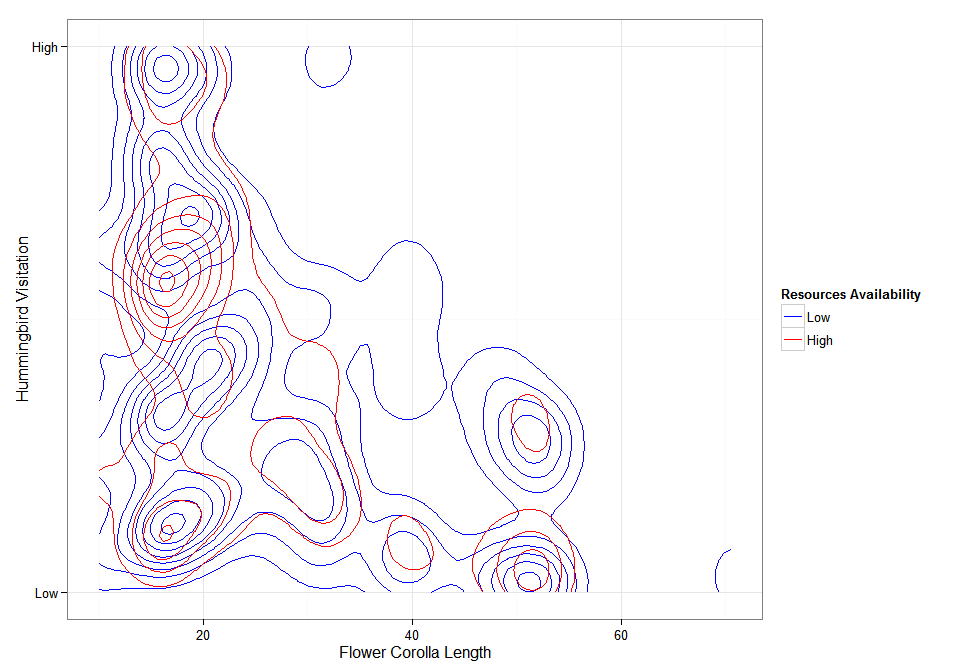 High
Hummingbird Visitation
Low
20
40
60
Flower Corolla Length
Resources Availability
Low
High